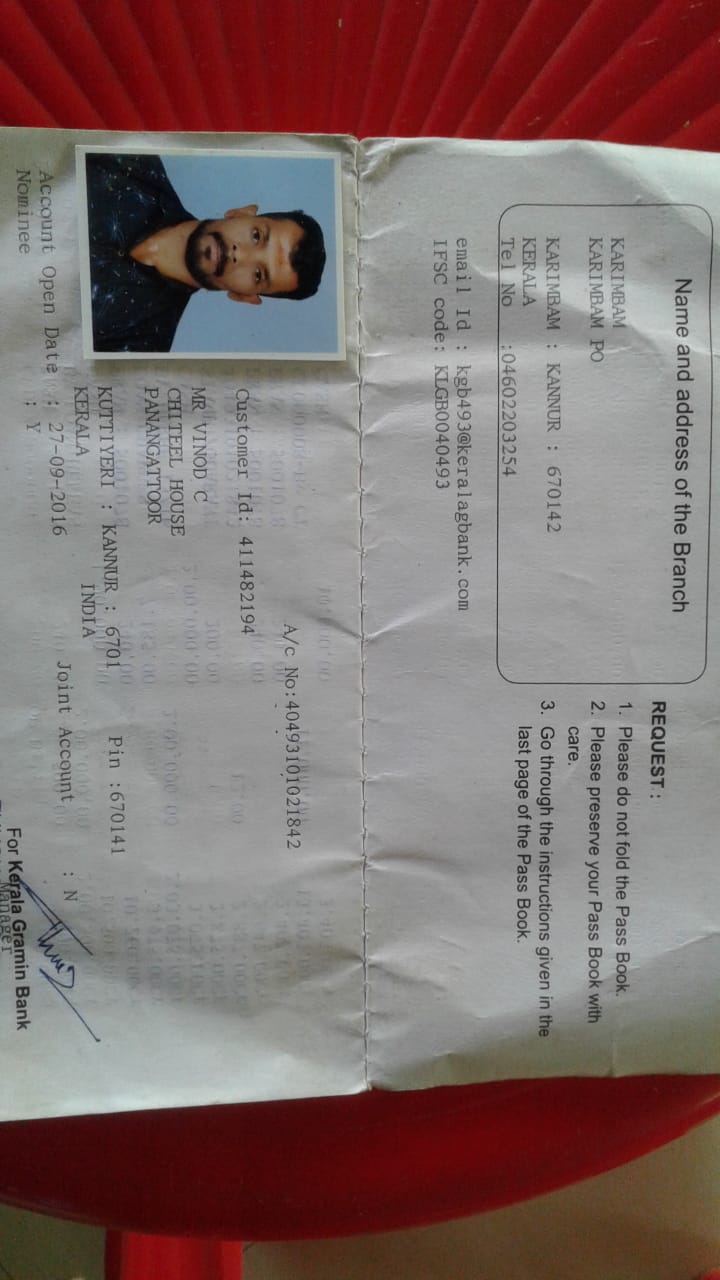 Name and address of the Branch
KARIMBAM
KARIMBAM PO
KARIMBAM : KANNUR : 670142
KERALA
Tel No :04602203254
email Id : kgb493@keralagbank.com
IFSC code: KLGB0040493
REQUEST :
1. Please do not fold the Pass Book.
2. Please preserve your Pass Book with
care.
3. Go through the instructions given in the
last page of the Pass Book.
A/c No:40493101021842
Customer Id: 411482194
MR VINOD C
CHITEEL HOUSE
PANANGATTOOR
KUTTIYERI : KANNUR : 6701 Pin :670141
KERALA INDIA
Account Open Date : 27-09-2016 Joint Account : N
Nominee : Y
For Kerala Gramin Bank
Manager